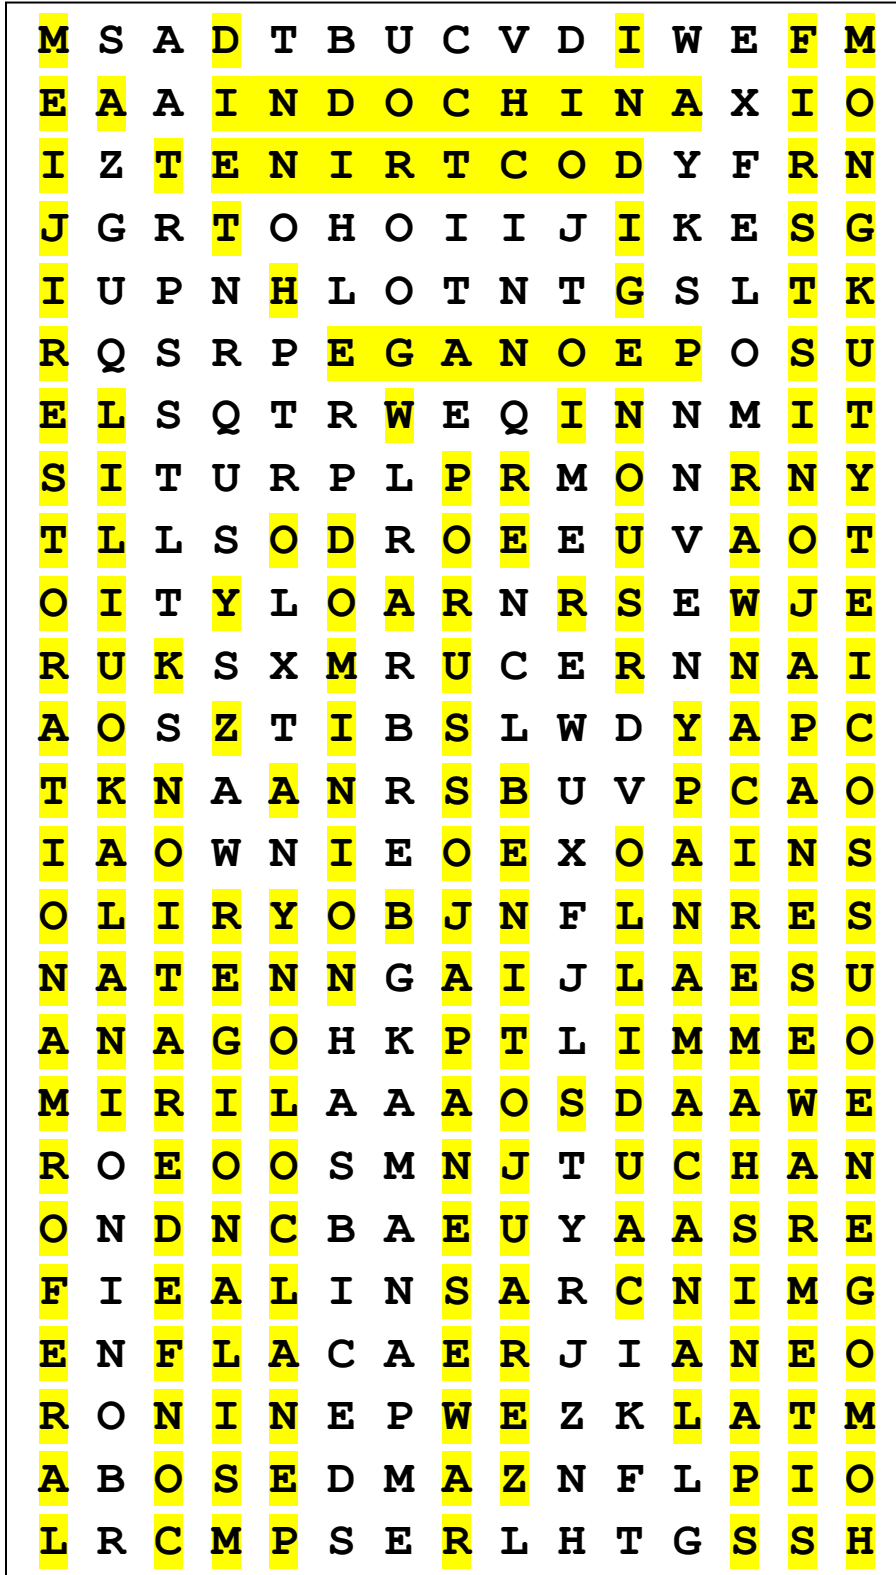 M S A D T B U C V D I W E F M
E A A I N D O C H I N A X I O
I Z T E N I R T C O D Y F R N
J G R T O H O I I J I K E S G
I U P N H L O T N T G S L T K
R Q S R P E G A N O E P O S U
E L S Q T R W E Q I N N M I T
S I T U R P L P R M O N R N Y
T L L S O D R O E E U V A O T
O I T Y L O A R N R S E W J E
R U K S X M R U C E R N N A I
A O S Z T I B S L W D Y A P C
T K N A A N R S B U V P C A O
I A O W N I E O E X O A I N S
O L I R Y O B J N F L N R E S
N A T E N N G A I J L A E S U
A N A G O H K P T L I M M E O
M I R I L A A A O S D A A W E
R O E O O S M N J T U C H A N
O N D N C B A E U Y A A S R E
F I E A L I N S A R C N I M G
E N F L A C A E R J I A N E O
R O N I N E P W E Z K L A T M
A B O S E D M A Z N F L P I O
L R C M P S E R L H T G S S H